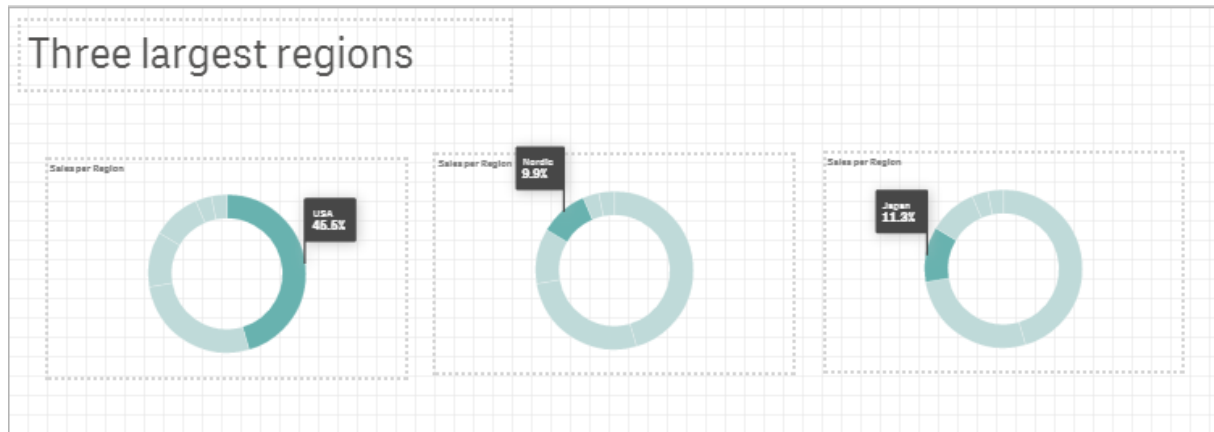 Three largest regions
Sales per Region
USA
45.5%
Sales per Region
Nordic
9.9%
Sales per Region
Japan
11.3%